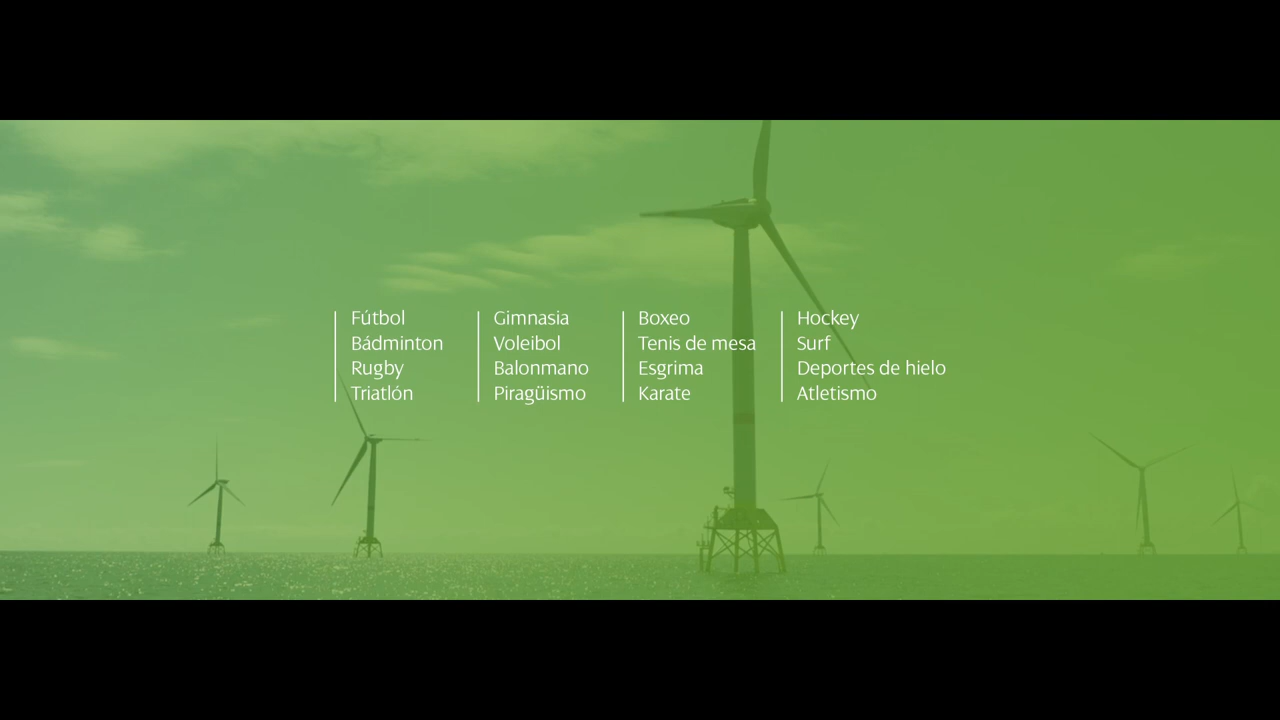 Fútbol
Bádminton
Rugby
Triatlón
Gimnasia
Voleibol
Balonmano
Piragüismo
Boxeo
Tenis de mesa
Esgrima
Karate
Hockey
Surf
Deportes de hielo
Atletismo